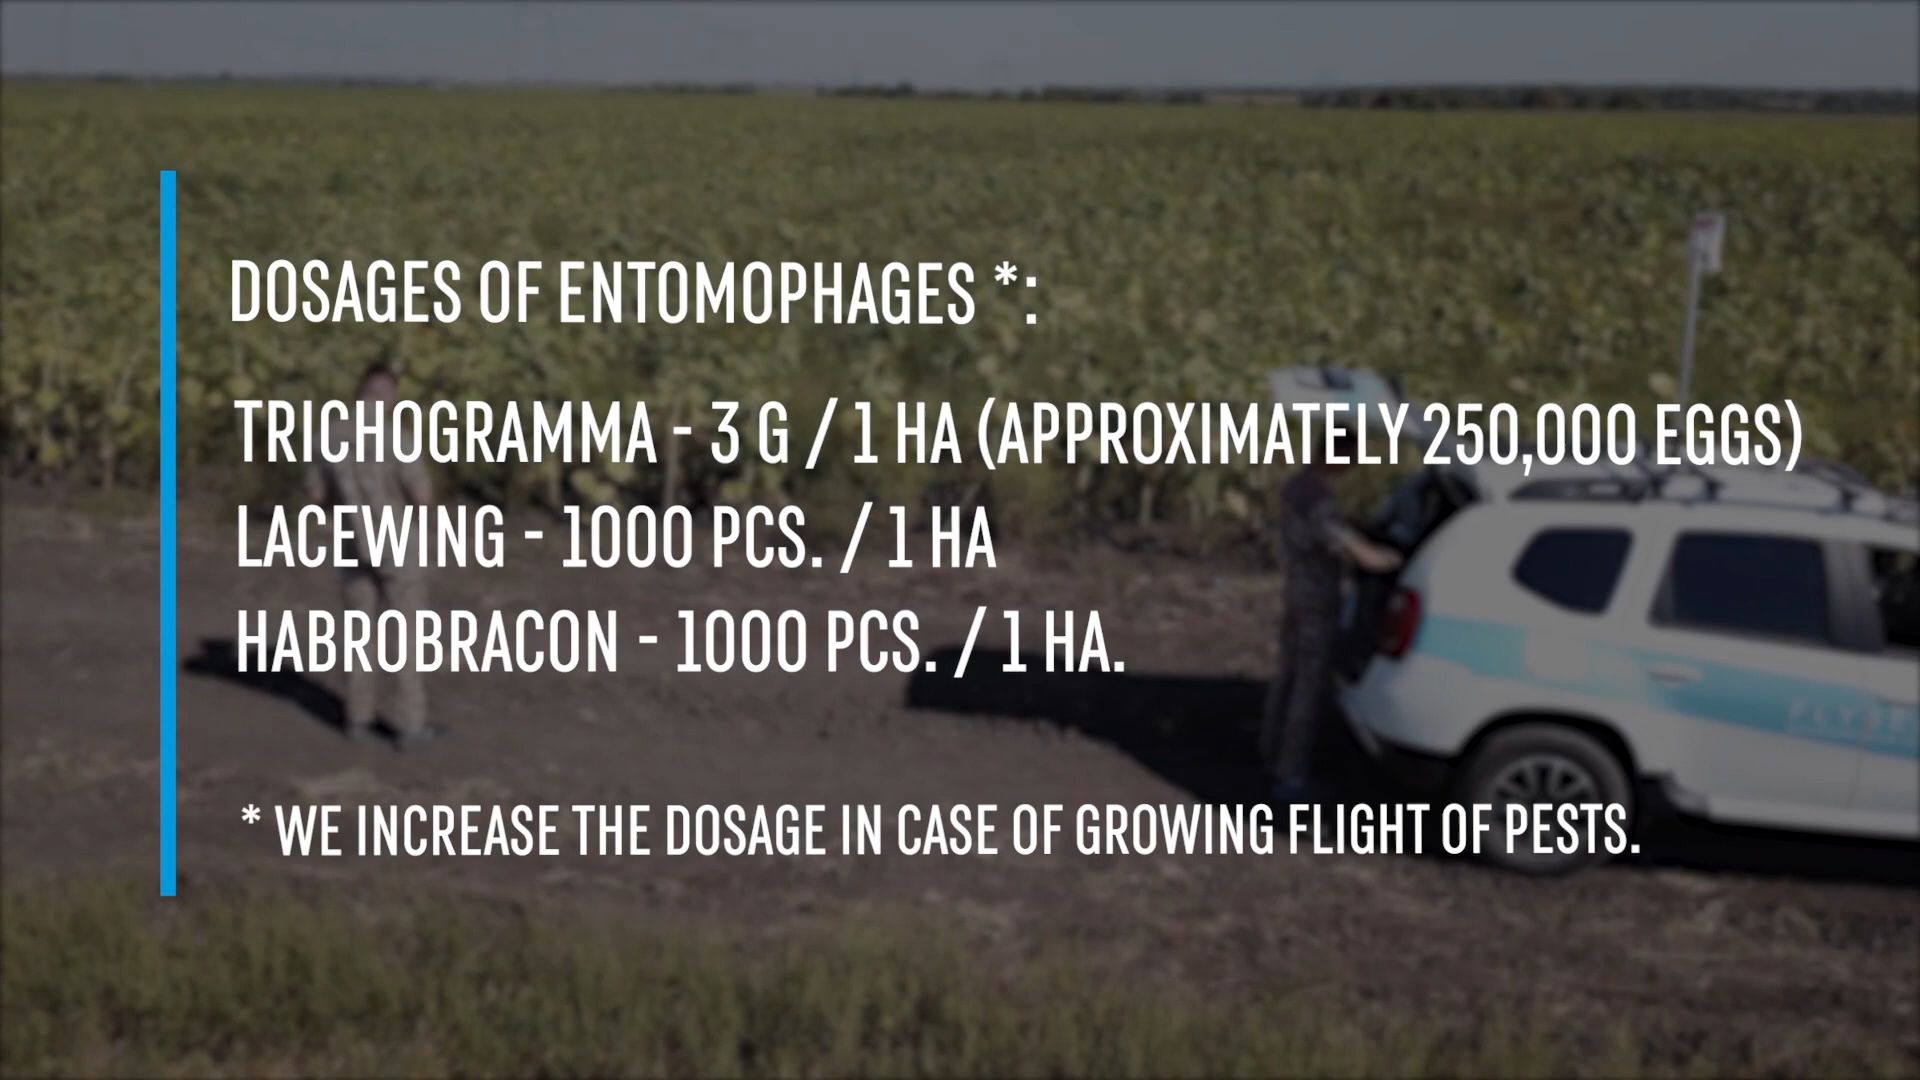 DOSAGES OF ENTOMOPHAGES *:
TRICHOGRAMMA - 3 G / 1 HA (APPROXIMATELY 250,000 EGGS)
LACEWING - 1000 PCS. / 1 HA
HABROBRACON - 1000 PCS. / 1 HA.
* WE INCREASE THE DOSAGE IN CASE OF GROWING FLIGHT OF PESTS.